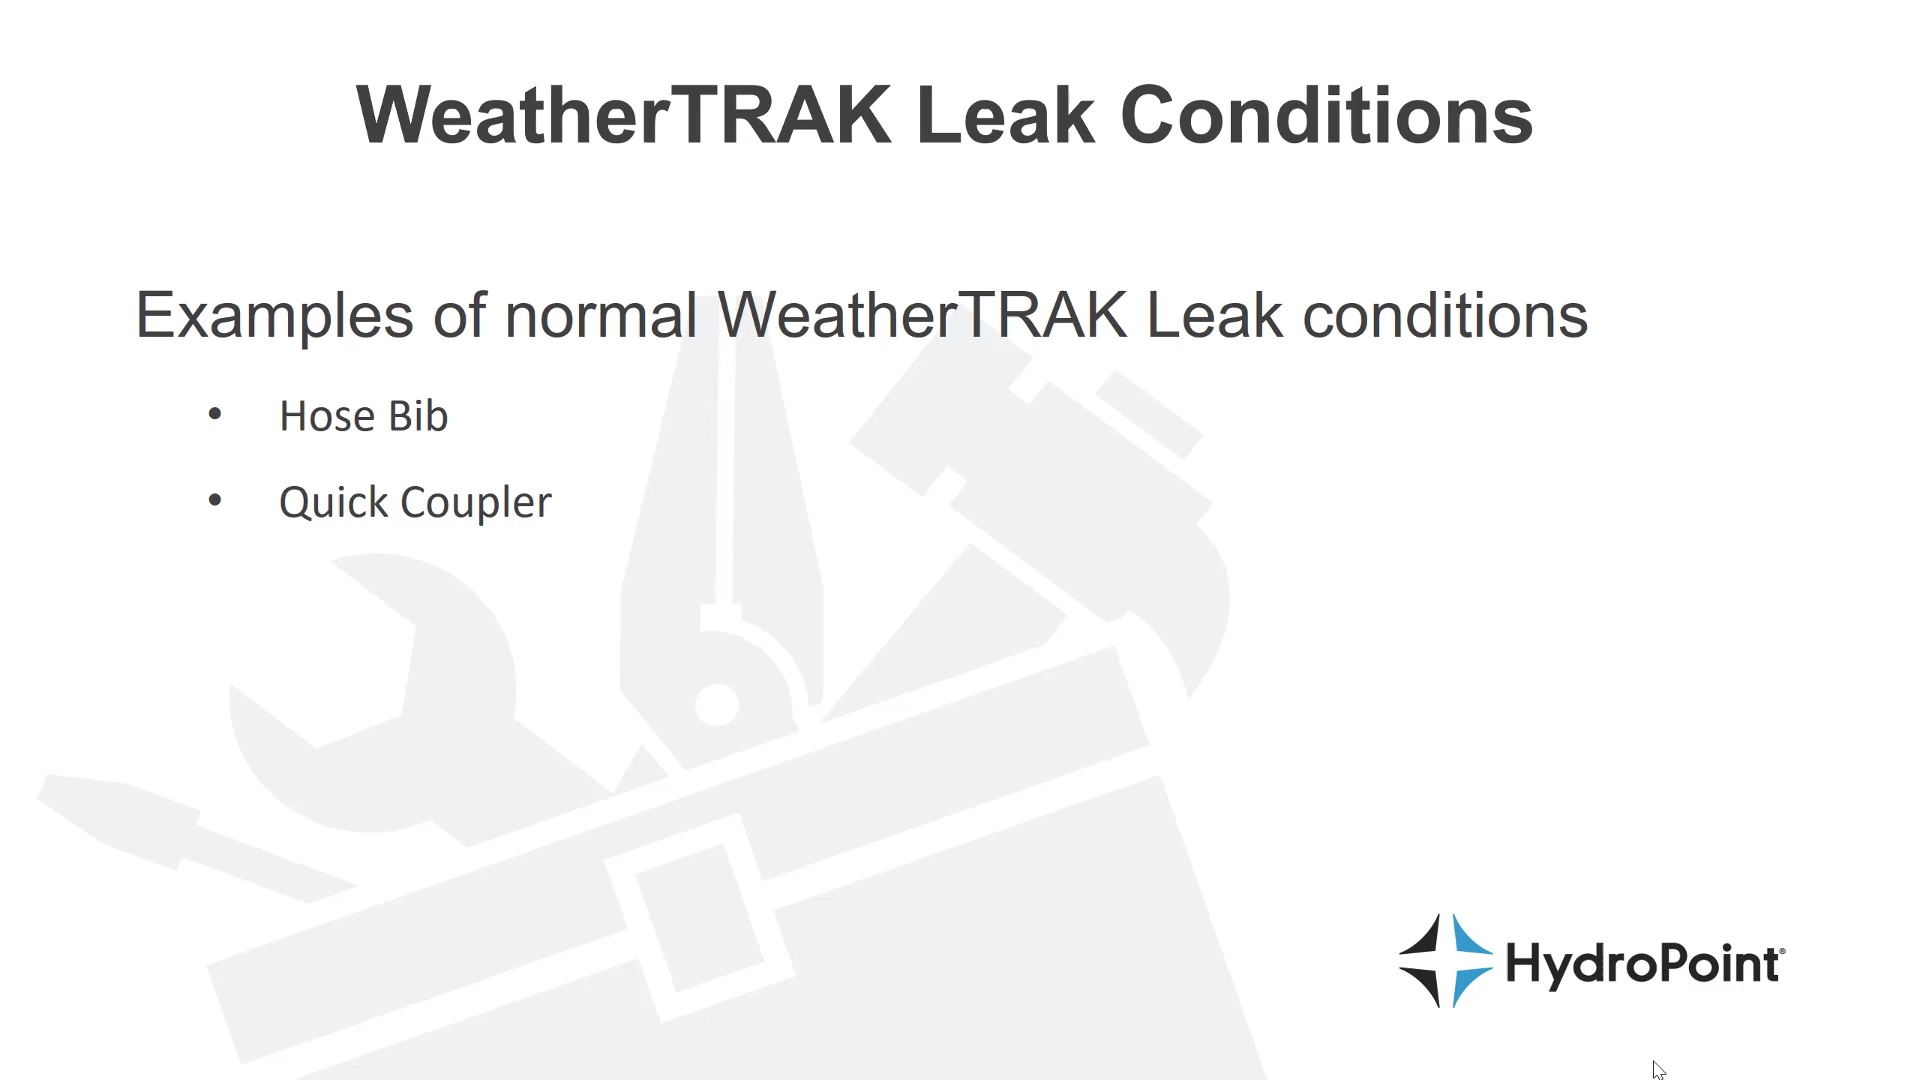 WeatherTRAK Leak Conditions
Examples of normal WeatherTRAK Leak conditions
• Hose Bib
• Quick Coupler
HydroPoint®